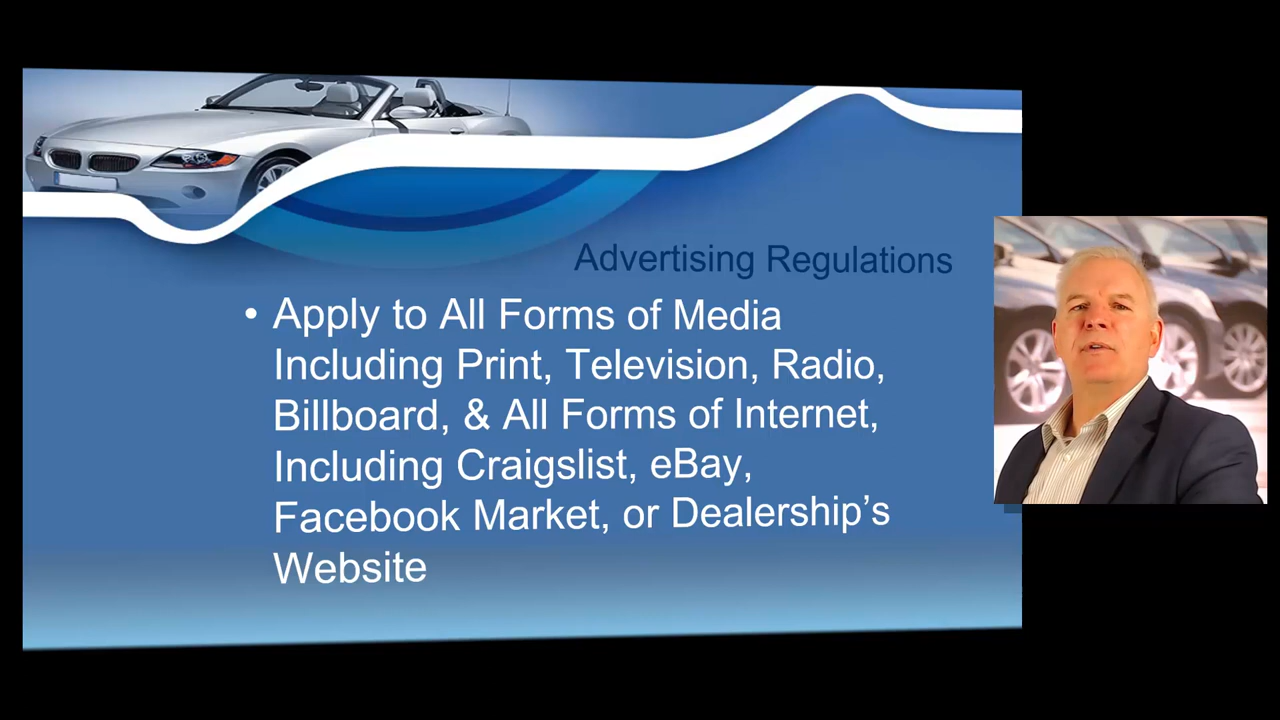 Advertising Regulations
• Apply to All Forms of Media
Including Print, Television, Radio,
Billboard, & All Forms of Internet,
Including Craigslist, eBay,
Facebook Market, or Dealership’s
Website